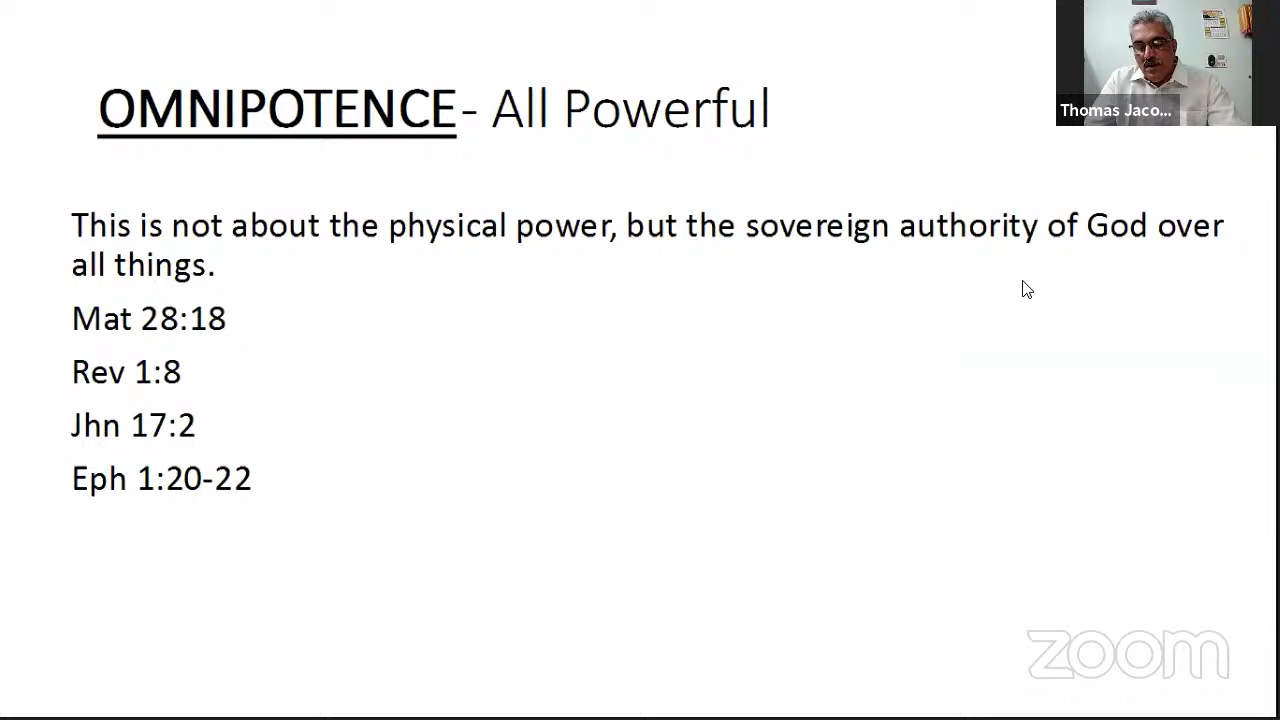 OMNIPOTENCE- All Powerful
Thomas Jaco...
This is not about the physical power, but the sovereign authority of God over
all things.
Mat 28:18
Rev 1:8
Jhn 17:2
Eph 1:20-22
zoom